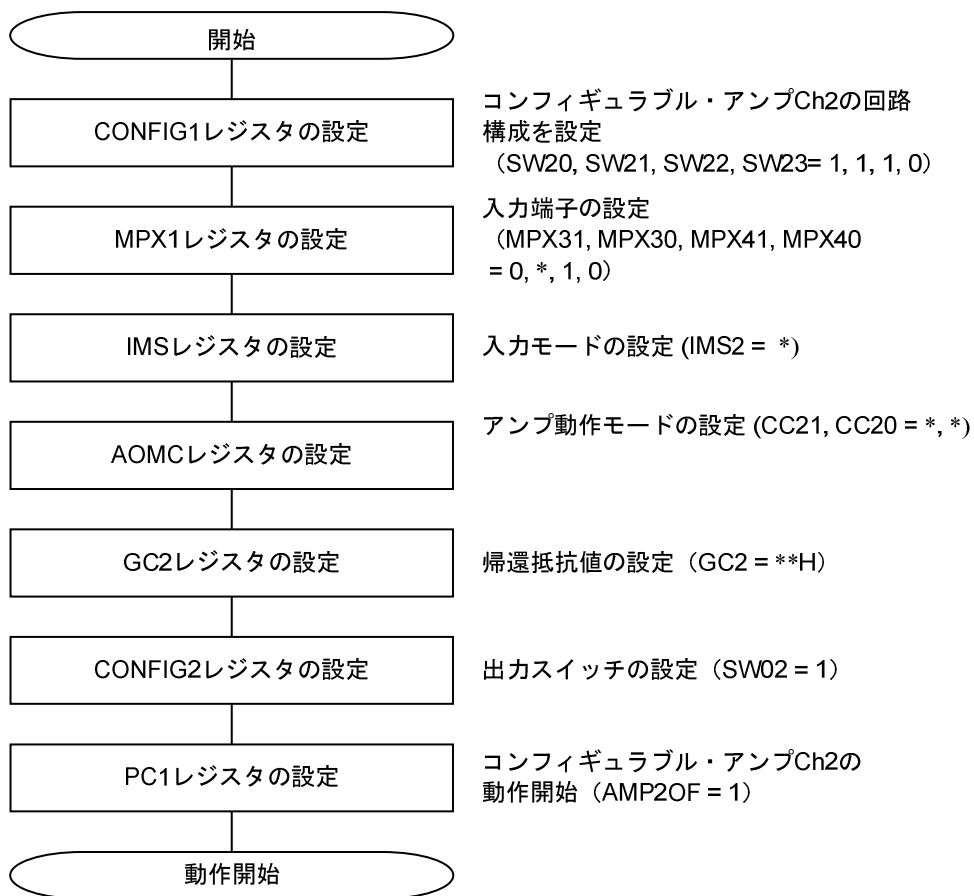 開始
CONFIG1レジスタの設定
コンフィギュラブル・アンプCh2の回路
構成を設定
（SW20, SW21, SW22, SW23= 1, 1, 1, 0）
MPX1レジスタの設定
入力端子の設定
（MPX31, MPX30, MPX41, MPX40
= 0, *, 1, 0）
IMSレジスタの設定
入力モードの設定 (IMS2 = *)
AOMCレジスタの設定
アンプ動作モードの設定 (CC21, CC20 = *, *)
GC2レジスタの設定
帰還抵抗値の設定（GC2 = **H）
CONFIG2レジスタの設定
出力スイッチの設定（SW02 = 1）
PC1レジスタの設定
コンフィギュラブル・アンプCh2の
動作開始（AMP2OF = 1）
動作開始